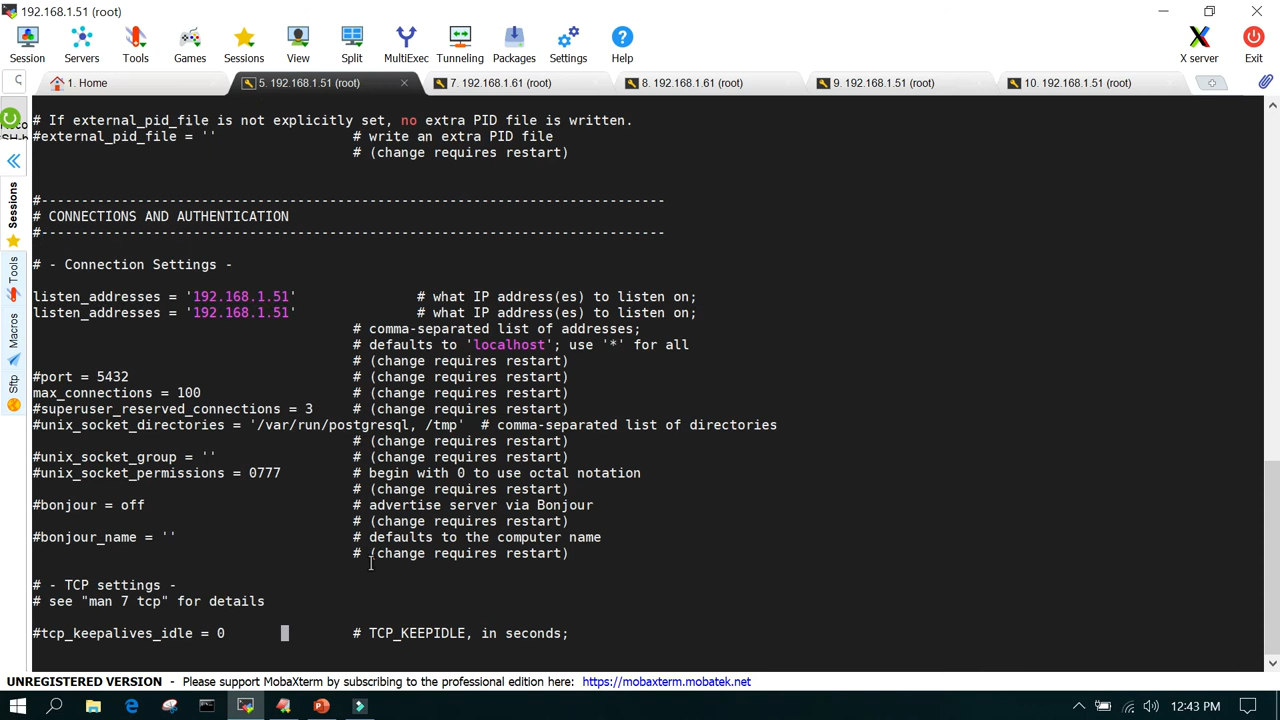 192.168.1.51 (root)
Session Servers Tools Games Sessions View Split MultiExec Tunneling Packages Settings Help X server Exit
1. Home 5. 192.168.1.51 (root) 7. 192.168.1.61 (root) 8. 192.168.1.61 (root) 9. 192.168.1.51 (root) 10. 192.168.1.51 (root)
Sessions
Tools
Macros
Sftp
# If external_pid_file is not explicitly set, no extra PID file is written.
#external_pid_file = '' # write an extra PID file
# (change requires restart)
#------------------------------------------------------------------------------
# CONNECTIONS AND AUTHENTICATION
#------------------------------------------------------------------------------
# - Connection Settings -
listen_addresses = '192.168.1.51' # what IP address(es) to listen on;
listen_addresses = '192.168.1.51' # what IP address(es) to listen on;
# comma-separated list of addresses;
# defaults to 'localhost'; use '*' for all
# (change requires restart)
#port = 5432 # (change requires restart)
max_connections = 100 # (change requires restart)
#superuser_reserved_connections = 3 # (change requires restart)
#unix_socket_directories = '/var/run/postgresql, /tmp' # comma-separated list of directories
# (change requires restart)
#unix_socket_group = '' # (change requires restart)
#unix_socket_permissions = 0777 # begin with 0 to use octal notation
# (change requires restart)
#bonjour = off # advertise server via Bonjour
# (change requires restart)
#bonjour_name = '' # defaults to the computer name
# (change requires restart)
# - TCP settings -
# see "man 7 tcp" for details
#tcp_keepalives_idle = 0 # TCP_KEEPIDLE, in seconds;
UNREGISTERED VERSION - Please support MobaXterm by subscribing to the professional edition here: https://mobaxterm.mobatek.net
12:43 PM